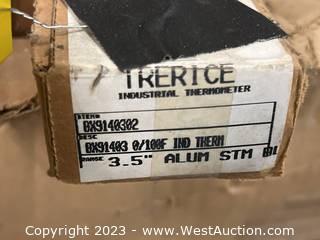 TRERICE
INDUSTRIAL THERMOMETER
ITEM#
BX9140302
DESC
BX91403 0/100F IND THERM
RANGE
3.5" ALUM STM BL
Copyright © 2023 - WestAuction.com